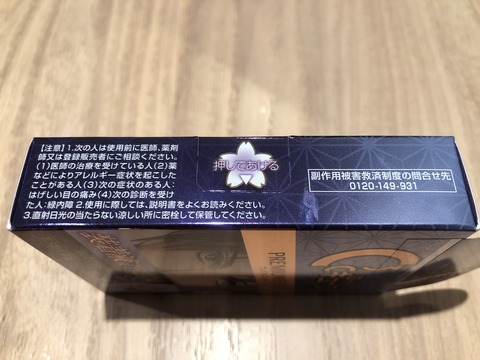 【注意】1.次の人は使用前に医師、薬剤
師又は登録販売者にご相談ください。
(1)医師の治療を受けている人(2)薬
などによりアレルギー症状を起こした
ことがある人(3)次の症状のある人:
はげしい目の痛み(4)次の診断を受け
た人:緑内障 2.使用に際しては、説明書をよくお読みください。
3.直射日光の当たらない涼しい所に密栓して保管してください。
押してあける
副作用被害救済制度の問合せ先
0120-149-931